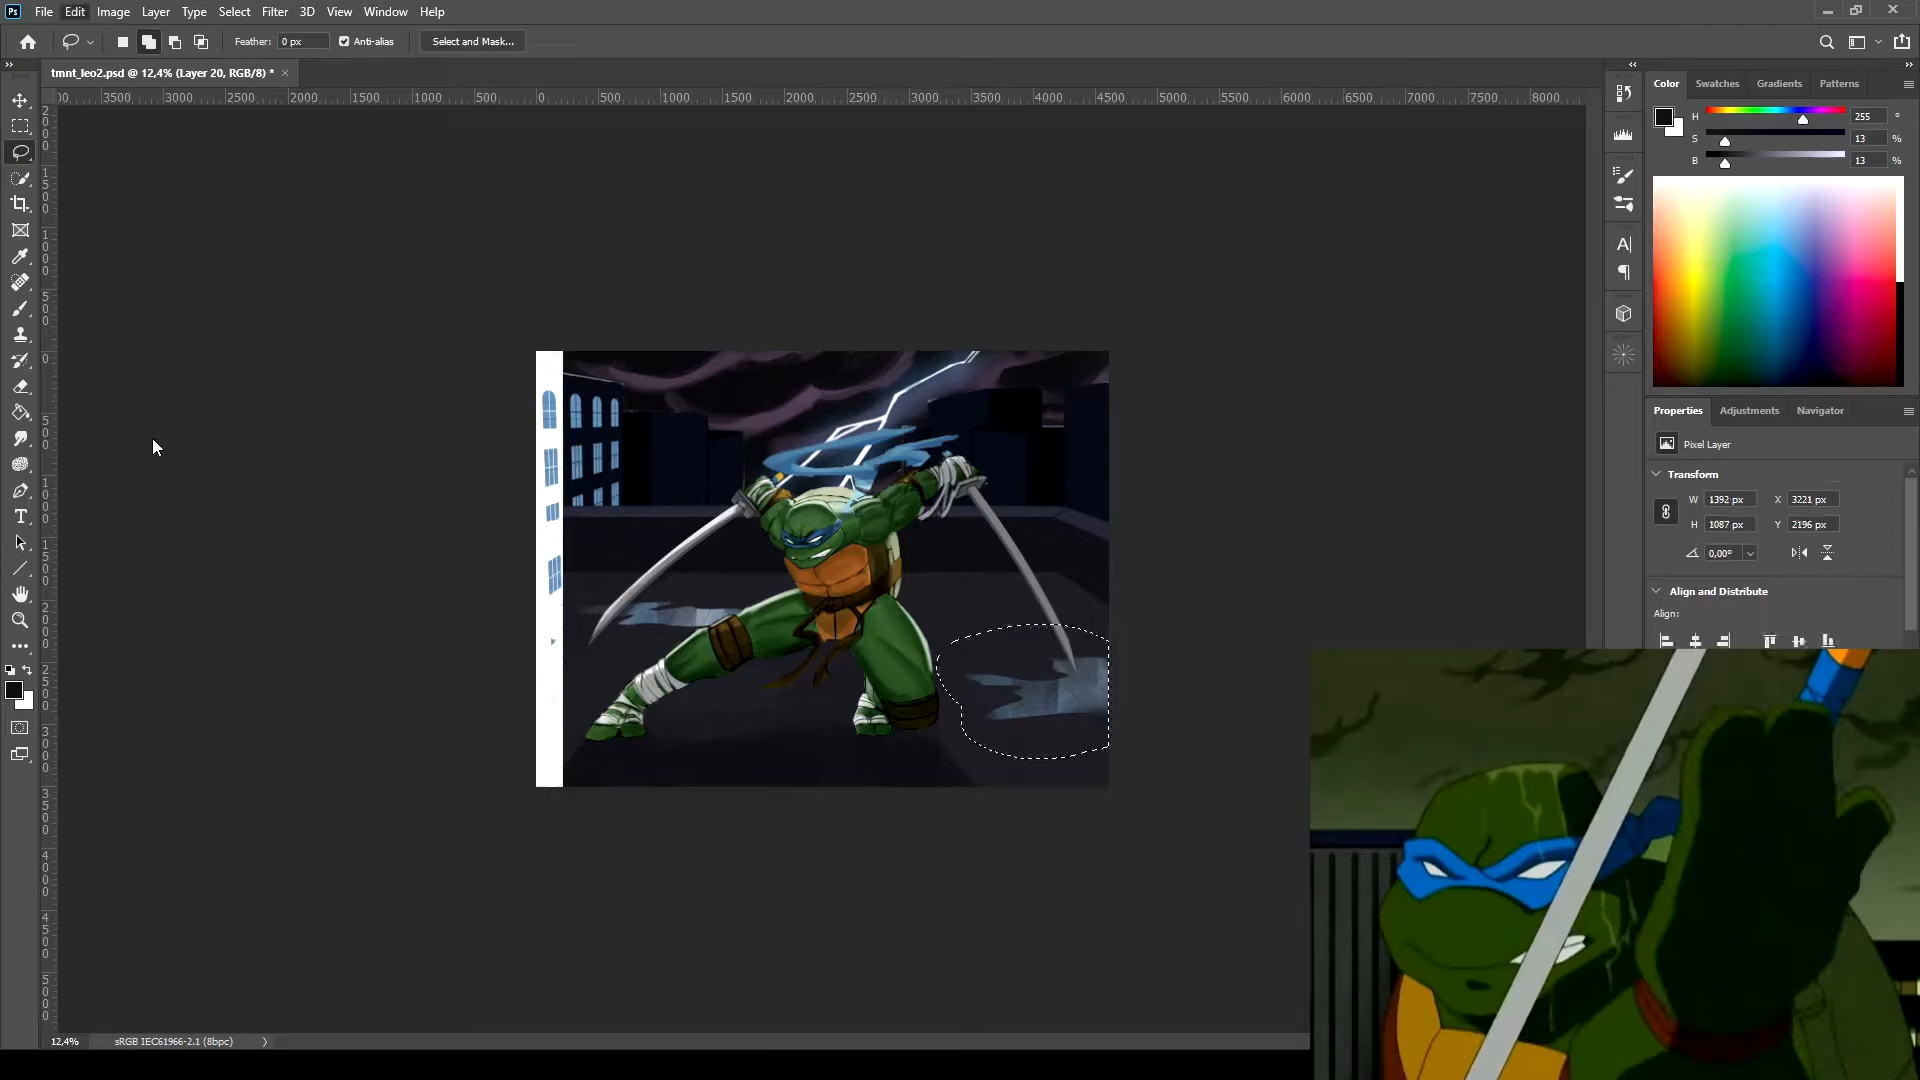 Ps File Edit Image Layer Type Select Filter 3D View Window Help
Feather: 0 px Anti-alias Select and Mask...
tmnt_leo2.psd @ 12,4% (Layer 20, RGB/8) * ×
3500 3000 2500 2000 1500 1000 500 0 500 1000 1500 2000 2500 3000 3500 4000 4500 5000 5500 6000 6500 7000 7500 8000
Color Swatches Gradients Patterns
H 255 °
S 13 %
B 13 %
Properties Adjustments Navigator
Pixel Layer
Transform
W 1392 px X 3221 px
H 1087 px Y 2196 px
0,00°
Align and Distribute
Align:
12,4% sRGB IEC61966-2.1 (8bpc)